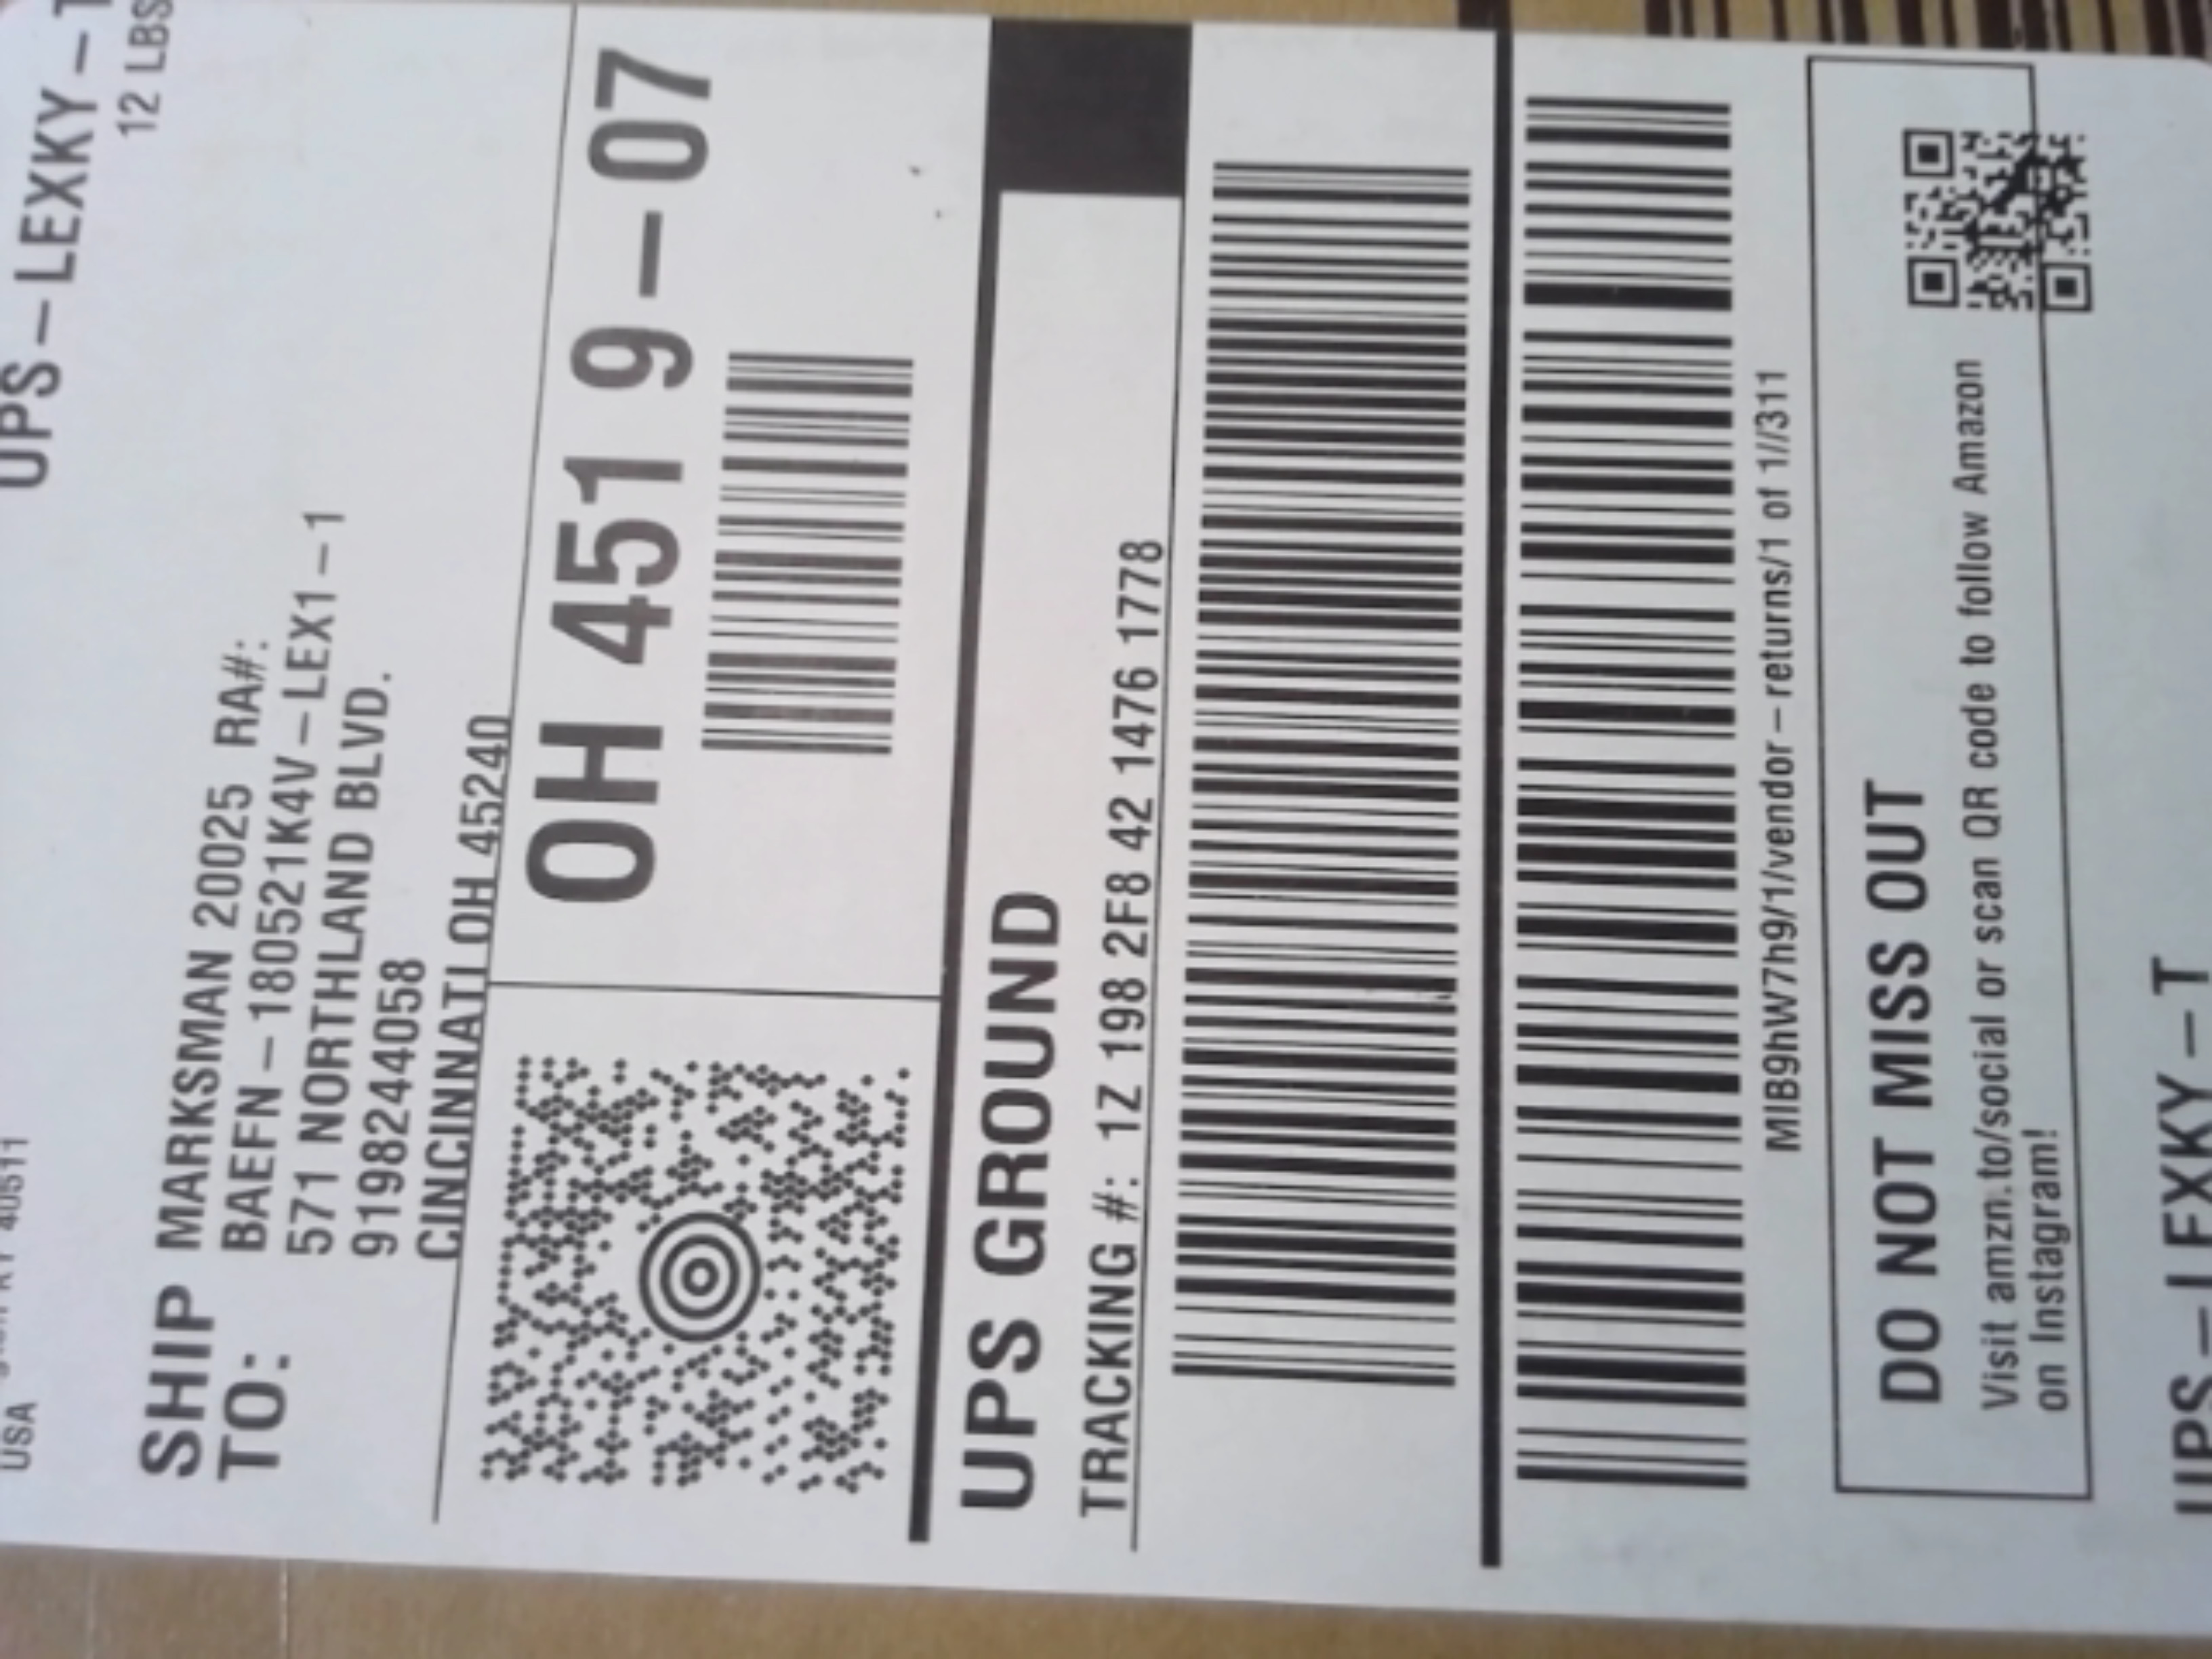 UPS-LEXKY-T
12 LBS
USA
SHIP TO:
MARKSMAN 20025 RA#:
BAEFN-180521K4V-LEX1-1
571 NORTHLAND BLVD.
9198244058
CINCINNATI OH 45240
OH 451 9-07
UPS GROUND
TRACKING #: 1Z 198 2F8 42 1476 1778
MIB9hW7h9/1/vendor-returns/1 of 1//311
DO NOT MISS OUT
Visit amzn.to/social or scan QR code to follow Amazon
on Instagram!
UPS-LEXKY-T